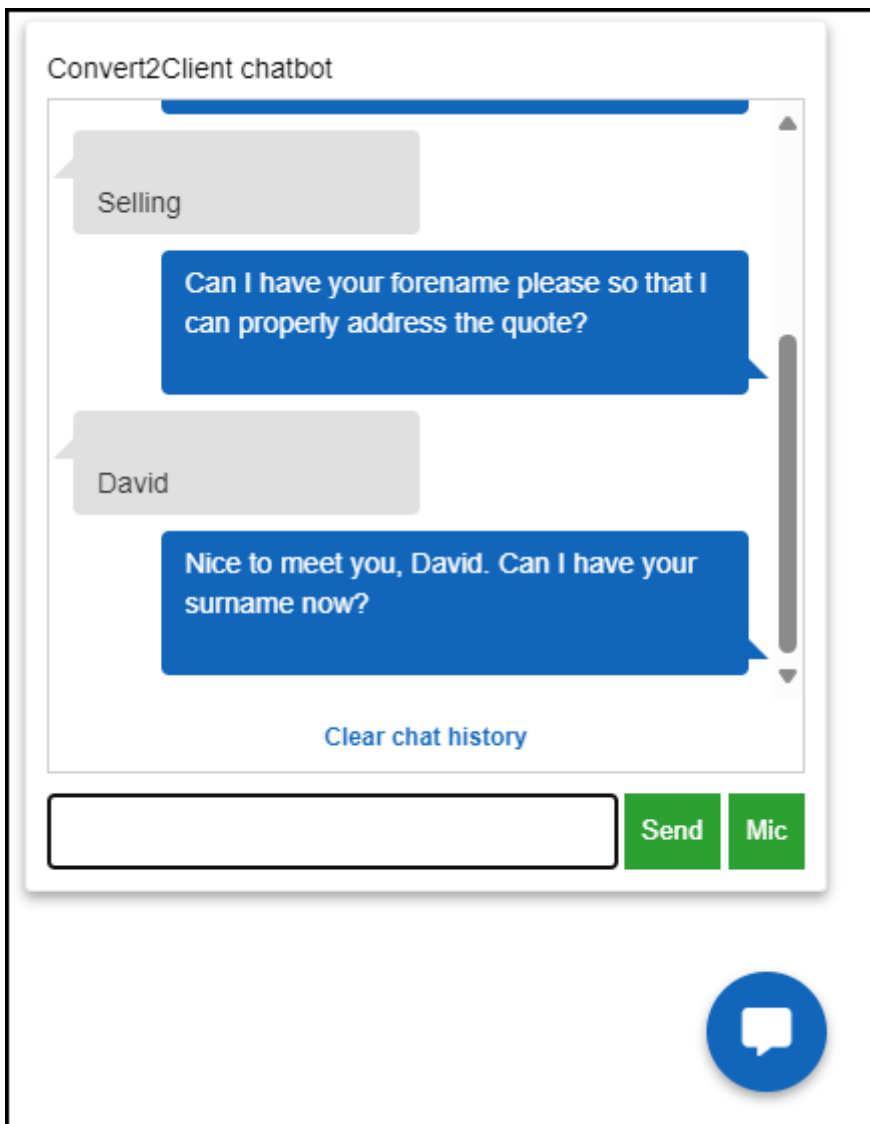 Convert2Client chatbot
Selling
Can I have your forename please so that I
can properly address the quote?
David
Nice to meet you, David. Can I have your
surname now?
Clear chat history
Send Mic